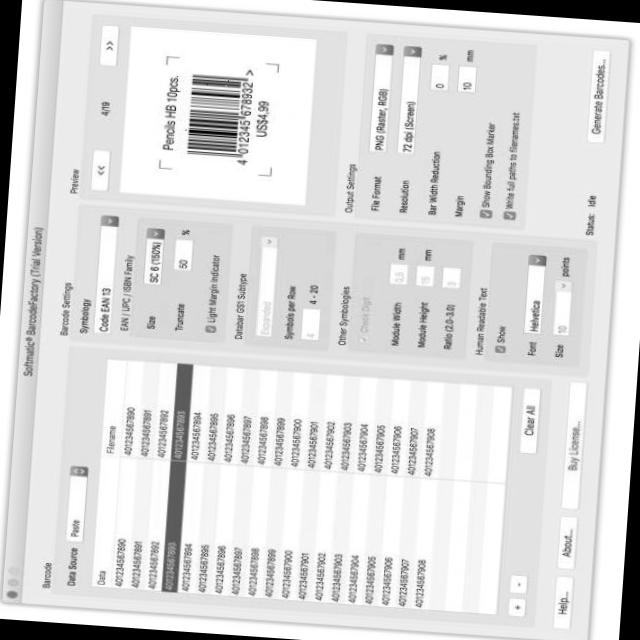 Softmatic® BarcodeFactory (Trial Version)
Barcode
Data Source Paste
Data Filename
401234567890 401234567890
401234567891 401234567891
401234567892 401234567892
401234567893 401234567893
401234567894 401234567894
401234567895 401234567895
401234567896 401234567896
401234567897 401234567897
401234567898 401234567898
401234567899 401234567899
401234567900 401234567900
401234567901 401234567901
401234567902 401234567902
401234567903 401234567903
401234567904 401234567904
401234567905 401234567905
401234567906 401234567906
401234567907 401234567907
401234567908 401234567908
+ - Clear All
Help... About... Buy License...
Barcode Settings
Symbology
Code EAN 13
EAN / UPC / ISBN Family
Size SC 6 (150%)
Truncate 50 %
Light Margin Indicator
Databar GS1 Subtype
Expanded
Symbols per Row
4 4 - 20
Other Symbologies
Check Digit
Module Width 0,5 mm
Module Height 15 mm
Ratio (2.0-3.0) 3
Human Readable Text
Show
Font Helvetica
Size 10 points
Preview
<< 4/19 >>
Pencils HB 10pcs.
4 012345 678932 >
US$4.99
Output Settings
File Format PNG (Raster, RGB)
Resolution 72 dpi (Screen)
Bar Width Reduction 0 %
Margin 10 mm
Show Bounding Box Marker
Write full paths to filenames.txt
Status: Idle Generate Barcodes...